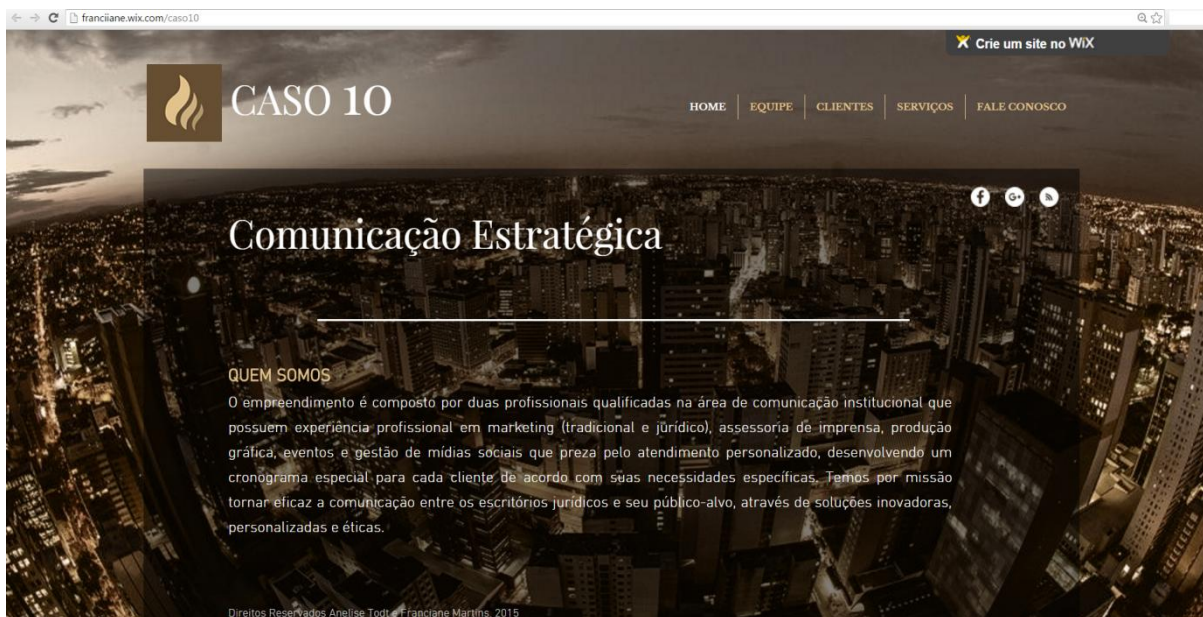 franciiane.wix.com/caso10
Crie um site no WiX
CASO 10
HOME EQUIPE CLIENTES SERVIÇOS FALE CONOSCO
f G+
Comunicação Estratégica
QUEM SOMOS
O empreendimento é composto por duas profissionais qualificadas na área de comunicação institucional que
possuem experiência profissional em marketing (tradicional e jurídico), assessoria de imprensa, produção
gráfica, eventos e gestão de mídias sociais que preza pelo atendimento personalizado, desenvolvendo um
cronograma especial para cada cliente de acordo com suas necessidades específicas. Temos por missão
tornar eficaz a comunicação entre os escritórios jurídicos e seu público-alvo, através de soluções inovadoras,
personalizadas e éticas.
Direitos Reservados Anelise Todt e Franciane Martins. 2015